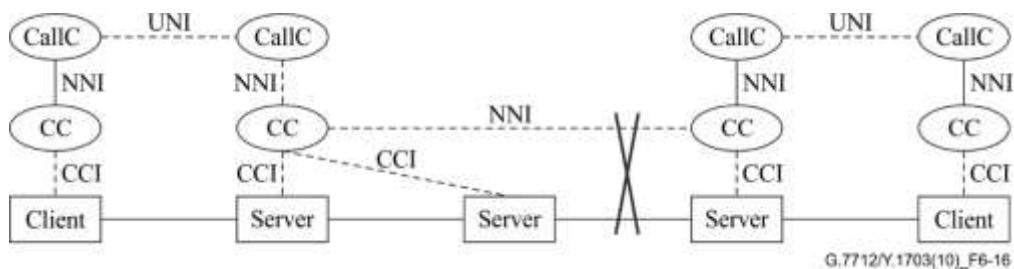 UNI UNI
CallC CallC CallC CallC
NNI NNI NNI NNI
NNI
CC CC CC CC
CCI
CCI CCI CCI CCI
Client Server Server Server Client
G.7712/Y.1703(10)_F6-16